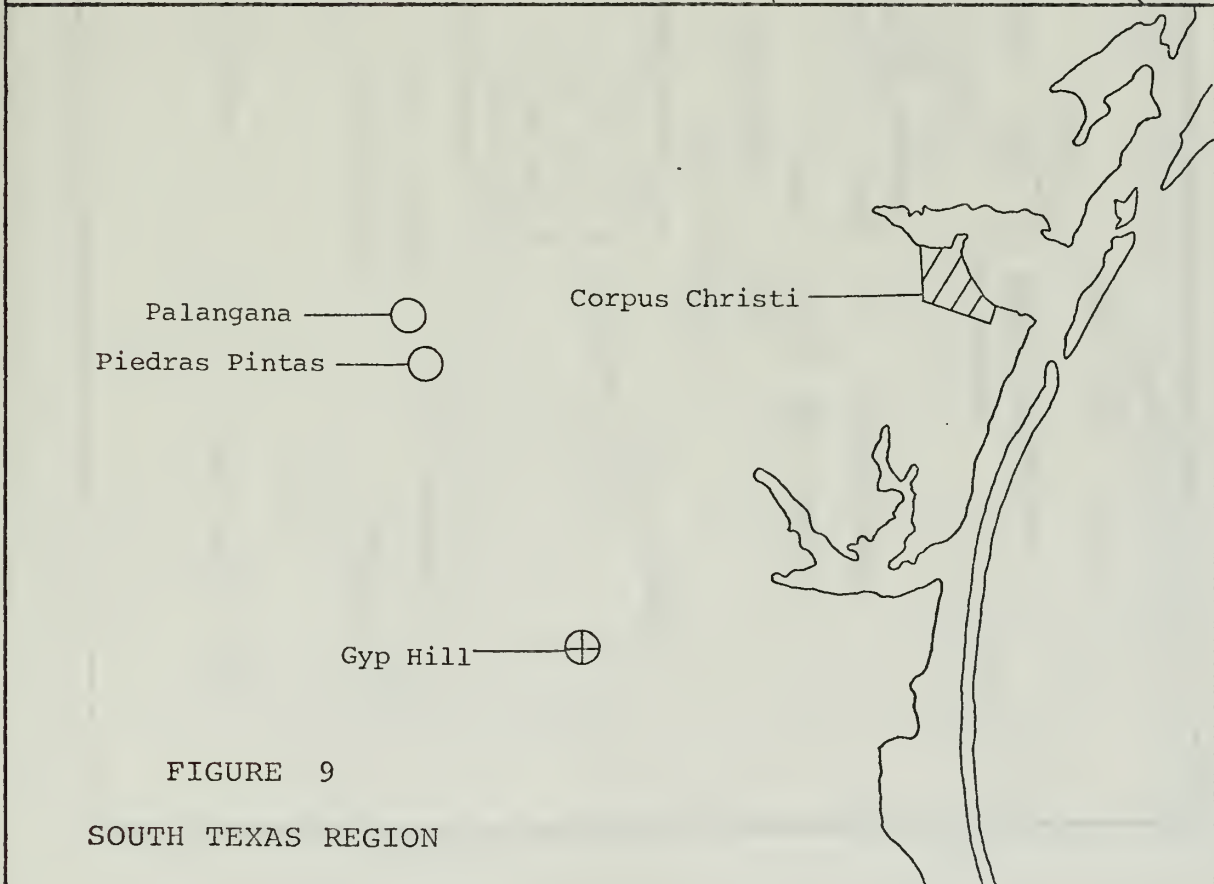 Palangana
Corpus Christi
Piedras Pintas
Gyp Hill
FIGURE 9
SOUTH TEXAS REGION